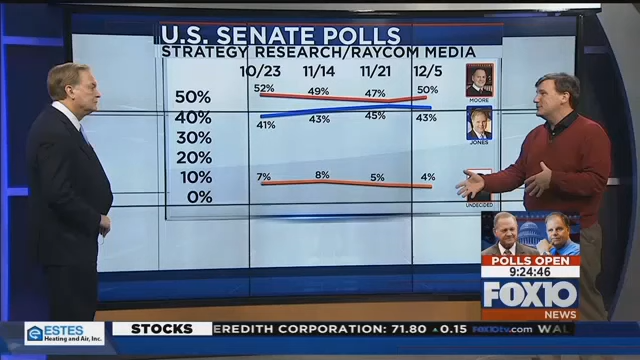 U.S. SENATE POLLS
STRATEGY RESEARCH/RAYCOM MEDIA
10/23 11/14 11/21 12/5
50% 52% 49% 47% 50%
MOORE
40% 41% 43% 45% 43%
JONES
30%
20%
10% 7% 8% 5% 4%
0%
UNDECIDED
POLLS OPEN
9:24:46
FOX10
NEWS
e ESTES
Heating and Air, Inc.
STOCKS
EREDITH CORPORATION: 71.80 0.15 FOX10tv.com WAL